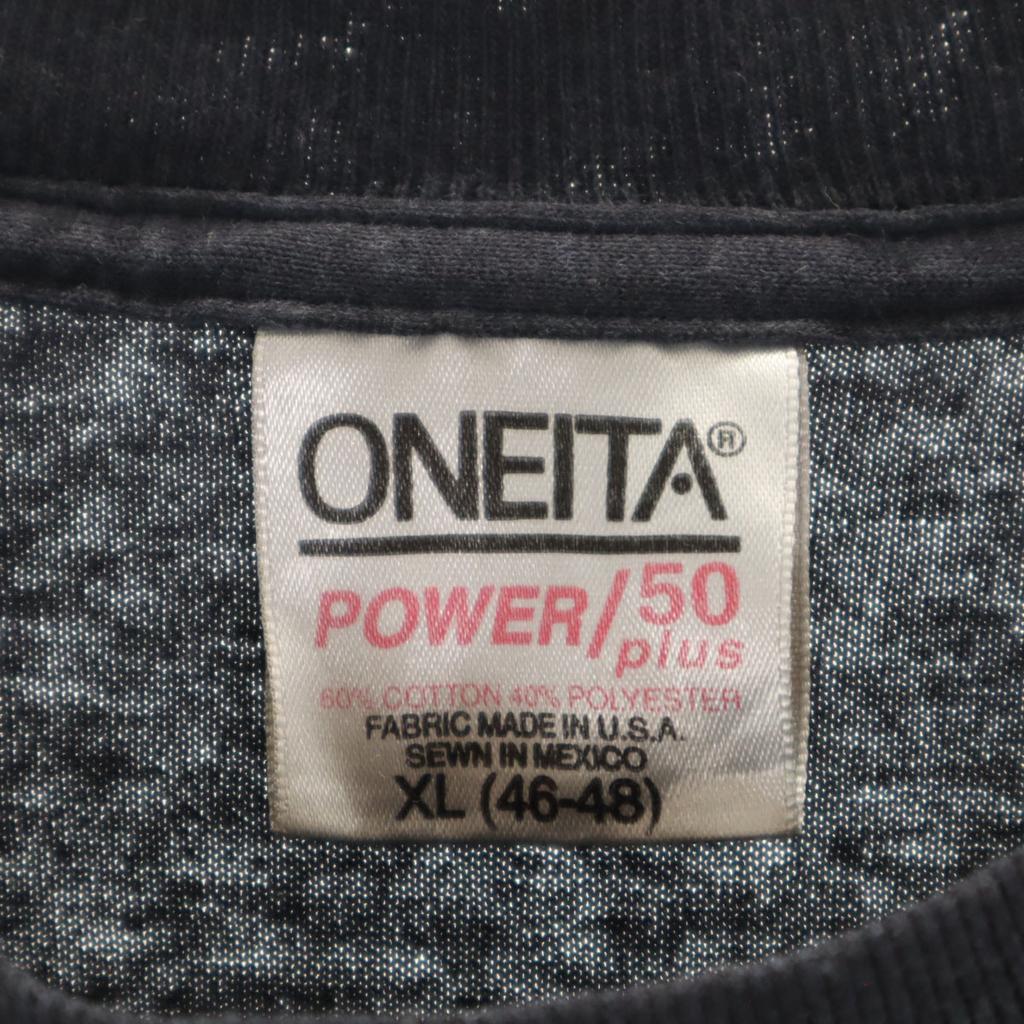 ONEITA®
POWER/50
plus
60% COTTON 40% POLYESTER
FABRIC MADE IN U.S.A.
SEWN IN MEXICO
XL (46-48)